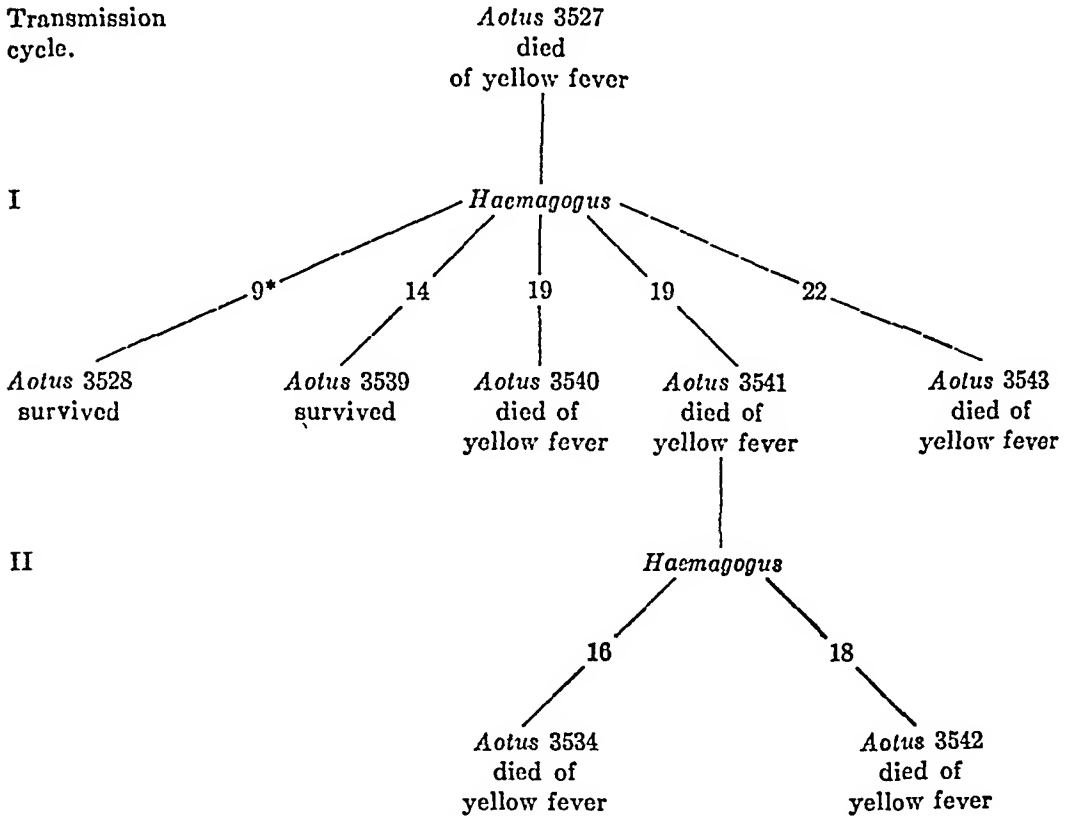 Transmission
cycle.
Aotus 3527
died
of yellow fever
I
Haemagogus
9*
14
19
19
22
Aotus 3528
survived
Aotus 3539
survived
Aotus 3540
died of
yellow fever
Aotus 3541
died of
yellow fever
Aotus 3543
died of
yellow fever
II
Haemagogus
16
18
Aotus 3534
died of
yellow fever
Aotus 3542
died of
yellow fever